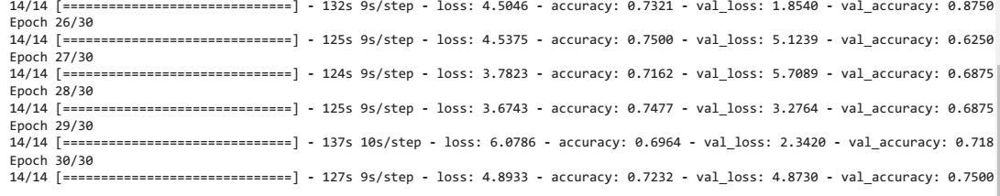 14/14 [==============================] - 132s 9s/step - loss: 4.5046 - accuracy: 0.7321 - val_loss: 1.8540 - val_accuracy: 0.8750
Epoch 26/30
14/14 [==============================] - 125s 9s/step - loss: 4.5375 - accuracy: 0.7500 - val_loss: 5.1239 - val_accuracy: 0.6250
Epoch 27/30
14/14 [==============================] - 124s 9s/step - loss: 3.7823 - accuracy: 0.7162 - val_loss: 5.7089 - val_accuracy: 0.6875
Epoch 28/30
14/14 [==============================] - 125s 9s/step - loss: 3.6743 - accuracy: 0.7477 - val_loss: 3.2764 - val_accuracy: 0.6875
Epoch 29/30
14/14 [==============================] - 137s 10s/step - loss: 6.0786 - accuracy: 0.6964 - val_loss: 2.3420 - val_accuracy: 0.718
Epoch 30/30
14/14 [==============================] - 127s 9s/step - loss: 4.8933 - accuracy: 0.7232 - val_loss: 4.8730 - val_accuracy: 0.7500